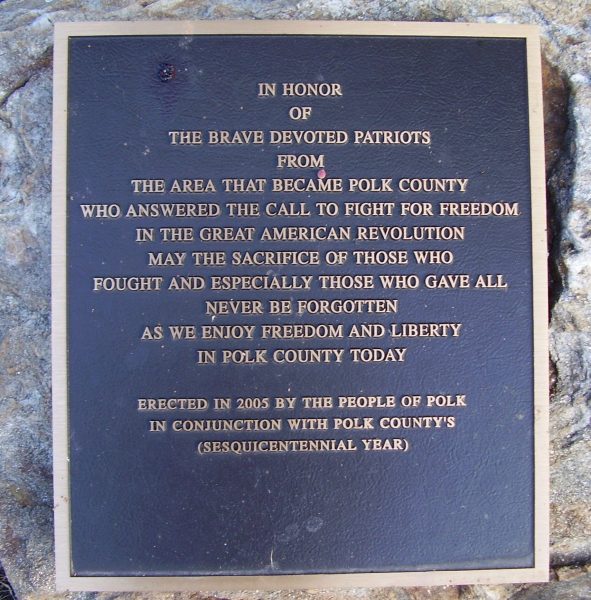 IN HONOR
OF
THE BRAVE DEVOTED PATRIOTS
FROM
THE AREA THAT BECAME POLK COUNTY
WHO ANSWERED THE CALL TO FIGHT FOR FREEDOM
IN THE GREAT AMERICAN REVOLUTION
MAY THE SACRIFICE OF THOSE WHO
FOUGHT AND ESPECIALLY THOSE WHO GAVE ALL
NEVER BE FORGOTTEN
AS WE ENJOY FREEDOM AND LIBERTY
IN POLK COUNTY TODAY
ERECTED IN 2005 BY THE PEOPLE OF POLK
IN CONJUNCTION WITH POLK COUNTY'S
(SESQUICENTENNIAL YEAR)